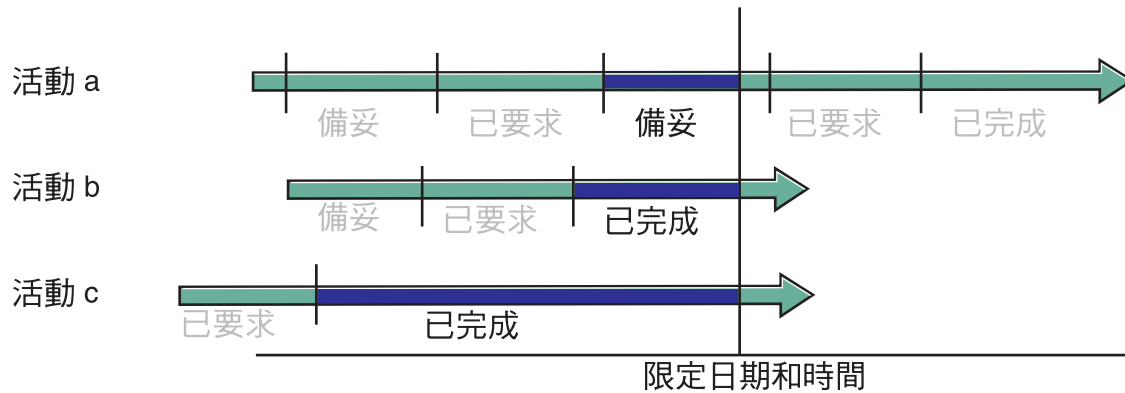 活動 a
備妥 已要求 備妥 已要求 已完成
活動 b
備妥 已要求 已完成
活動 c
已要求 已完成
限定日期和時間